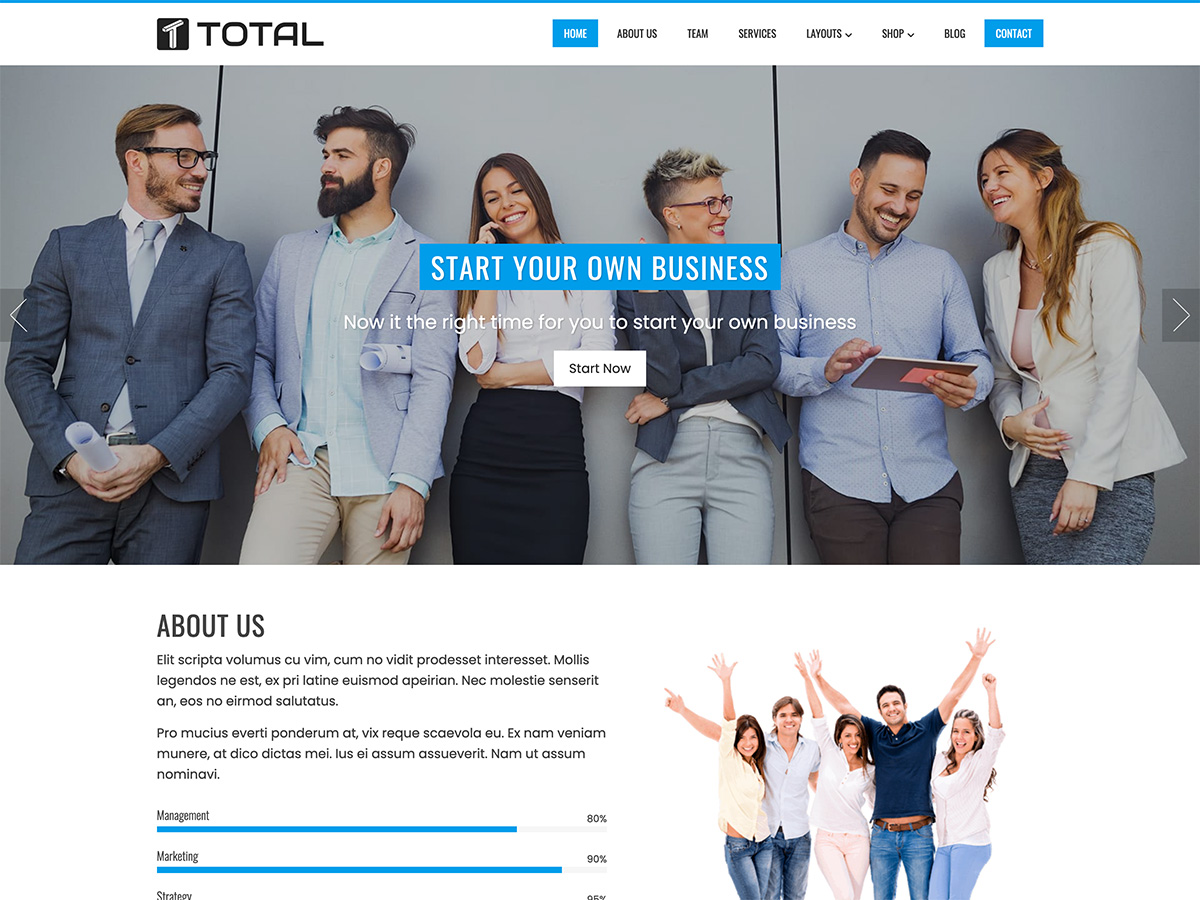 TOTAL
HOME ABOUT US TEAM SERVICES LAYOUTS SHOP BLOG CONTACT
START YOUR OWN BUSINESS
Now it the right time for you to start your own business
Start Now
ABOUT US
Elit scripta volumus cu vim, cum no vidit prodesset interesset. Mollis
legendos ne est, ex pri latine euismod apeirian. Nec molestie senserit
an, eos no eirmod salutatus.
Pro mucius everti ponderum at, vix reque scaevola eu. Ex nam veniam
munere, at dico dictas mei. Ius ei assum assueverit. Nam ut assum
nominavi.
Management 80%
Marketing 90%
Strategy 95%